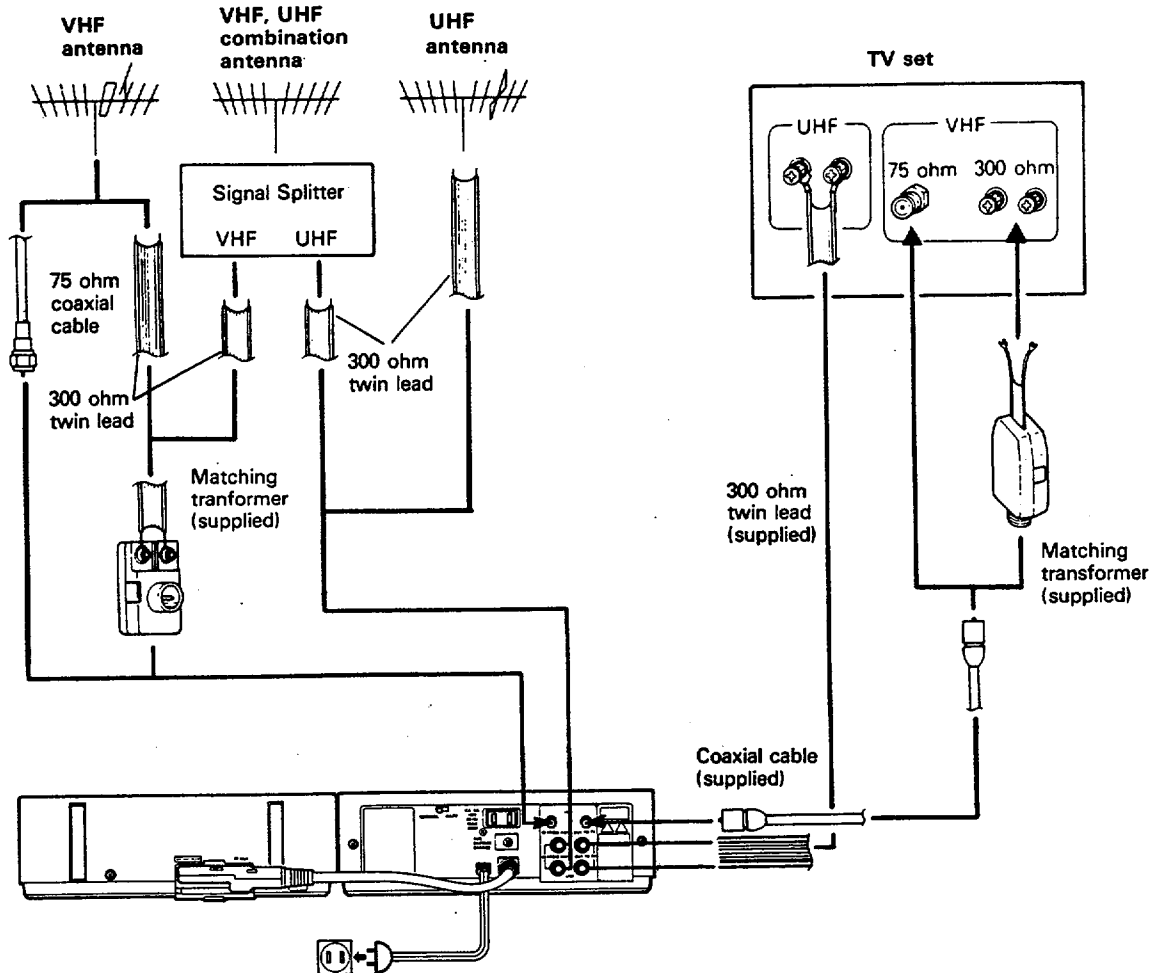 VHF
antenna
VHF, UHF
combination
antenna
UHF
antenna
TV set
UHF
VHF
75 ohm
300 ohm
Signal Splitter
VHF
UHF
75 ohm
coaxial
cable
300 ohm
twin lead
300 ohm
twin lead
Matching
tranformer
(supplied)
300 ohm
twin lead
(supplied)
Matching
transformer
(supplied)
Coaxial cable
(supplied)